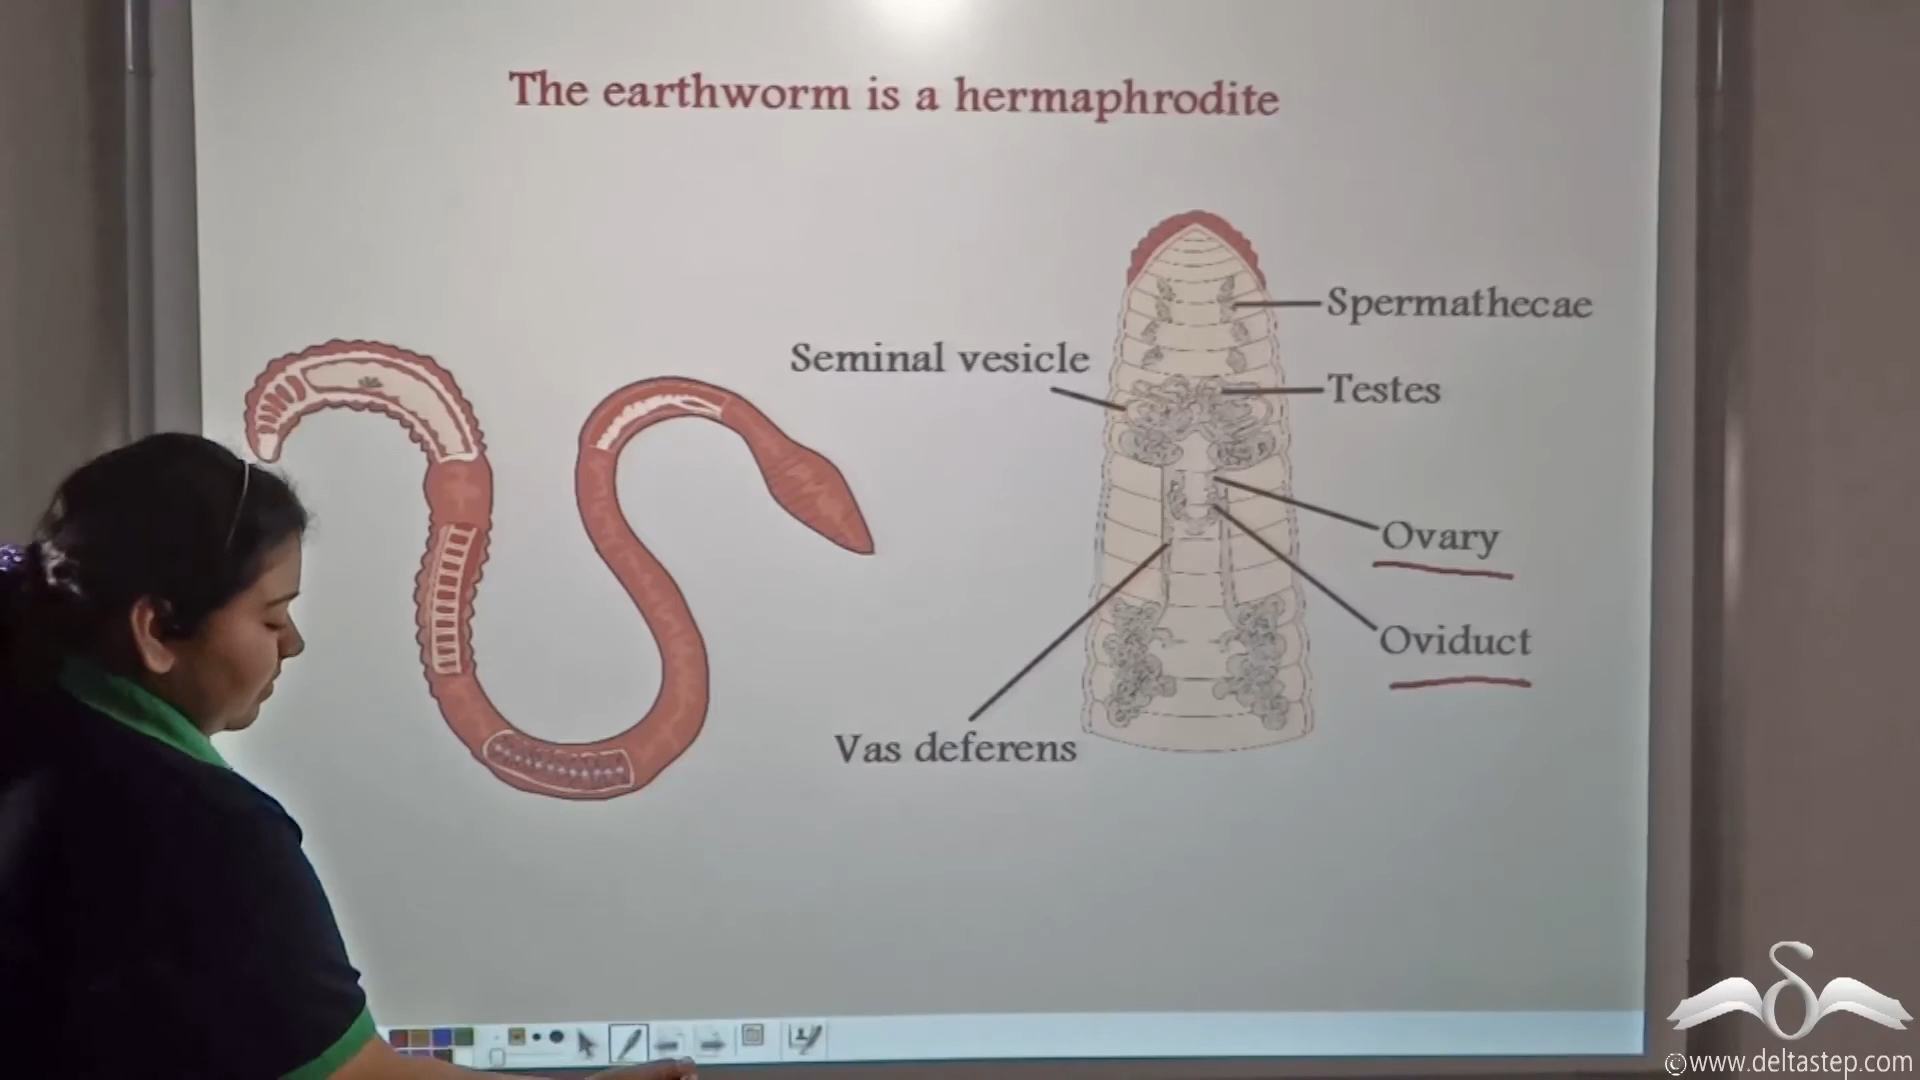 The earthworm is a hermaphrodite
Spermathecae
Seminal vesicle
Testes
Ovary
Oviduct
Vas deferens
©www.deltastep.com